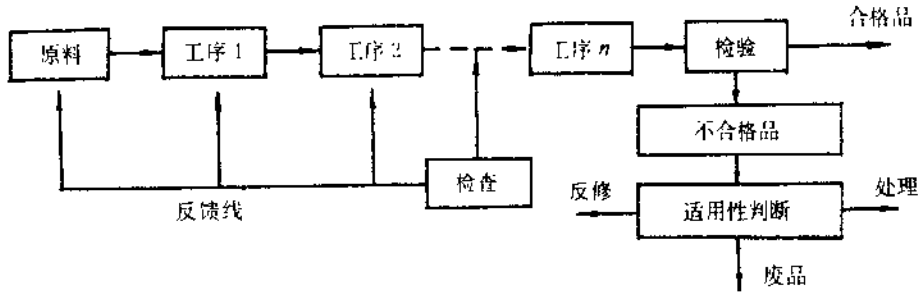 合格品
原料
工序 1
工序 2
工序 n
检验
不合格品
检查
反馈线
反修
适用性判断
处理
废品